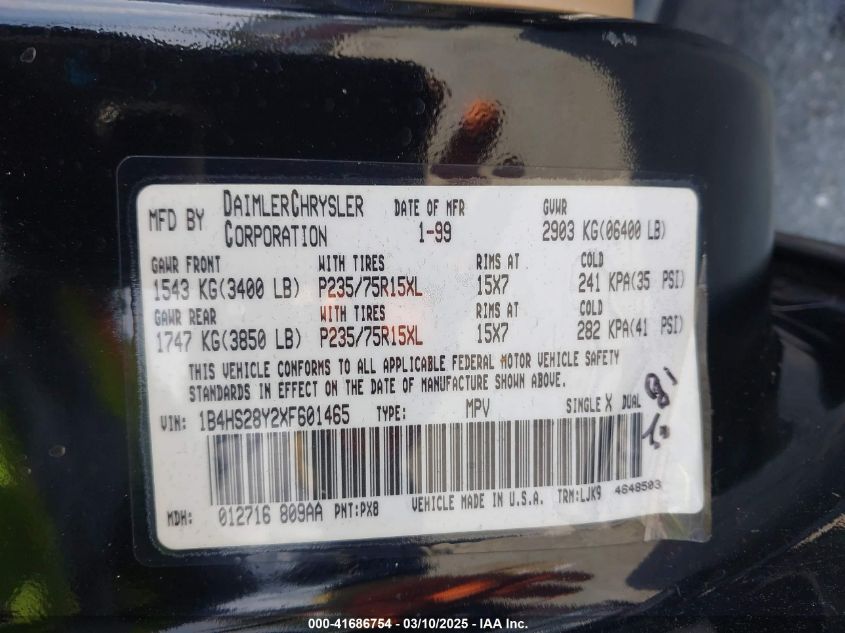 MFD BY DAIMLERCHRYSLER CORPORATION DATE OF MFR 1-99 GVWR 2903 KG(06400 LB)
GAWR FRONT WITH TIRES RIMS AT COLD
1543 KG(3400 LB) P235/75R15XL 15X7 241 KPA(35 PSI)
GAWR REAR WITH TIRES RIMS AT COLD
1747 KG(3850 LB) P235/75R15XL 15X7 282 KPA(41 PSI)
THIS VEHICLE CONFORMS TO ALL APPLICABLE FEDERAL MOTOR VEHICLE SAFETY
STANDARDS IN EFFECT ON THE DATE OF MANUFACTURE SHOWN ABOVE.
VIN: 1B4HS28Y2XF601465 TYPE: MPV SINGLE X DUAL
MDH: 012716 809AA PNT:PX8 VEHICLE MADE IN U.S.A. TRM:LJK9 4648503
000-41686754 - 03/10/2025 - IAA Inc.